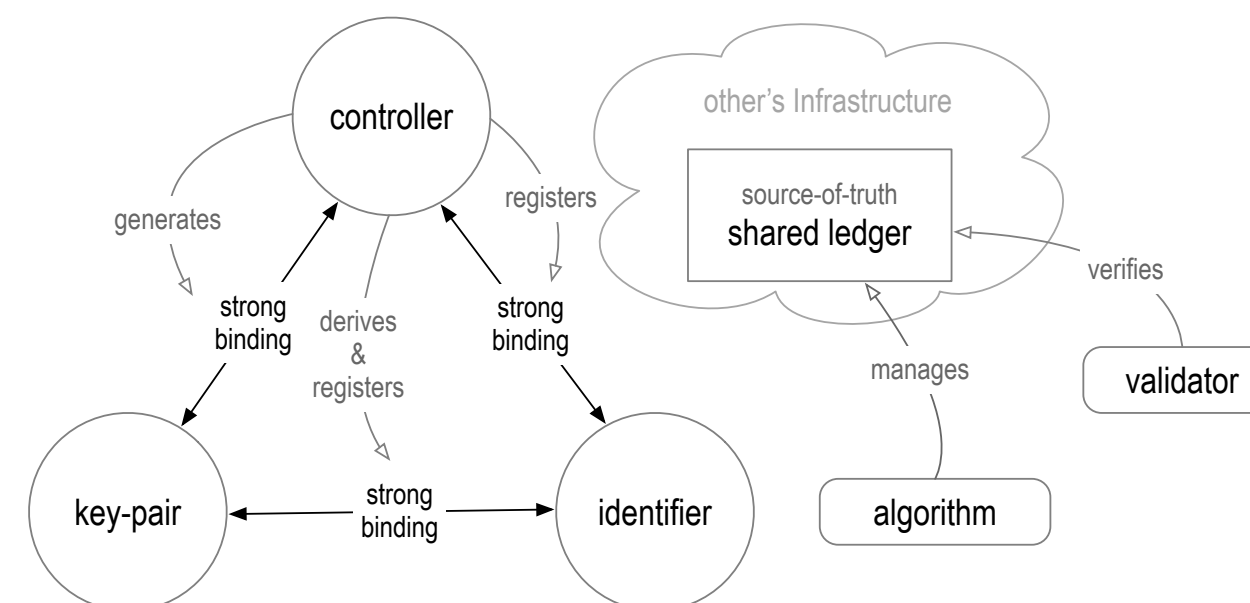 controller
other's Infrastructure
source-of-truth
shared ledger
registers
generates
verifies
strong
binding
derives
&
registers
strong
binding
manages
validator
key-pair
strong
binding
identifier
algorithm